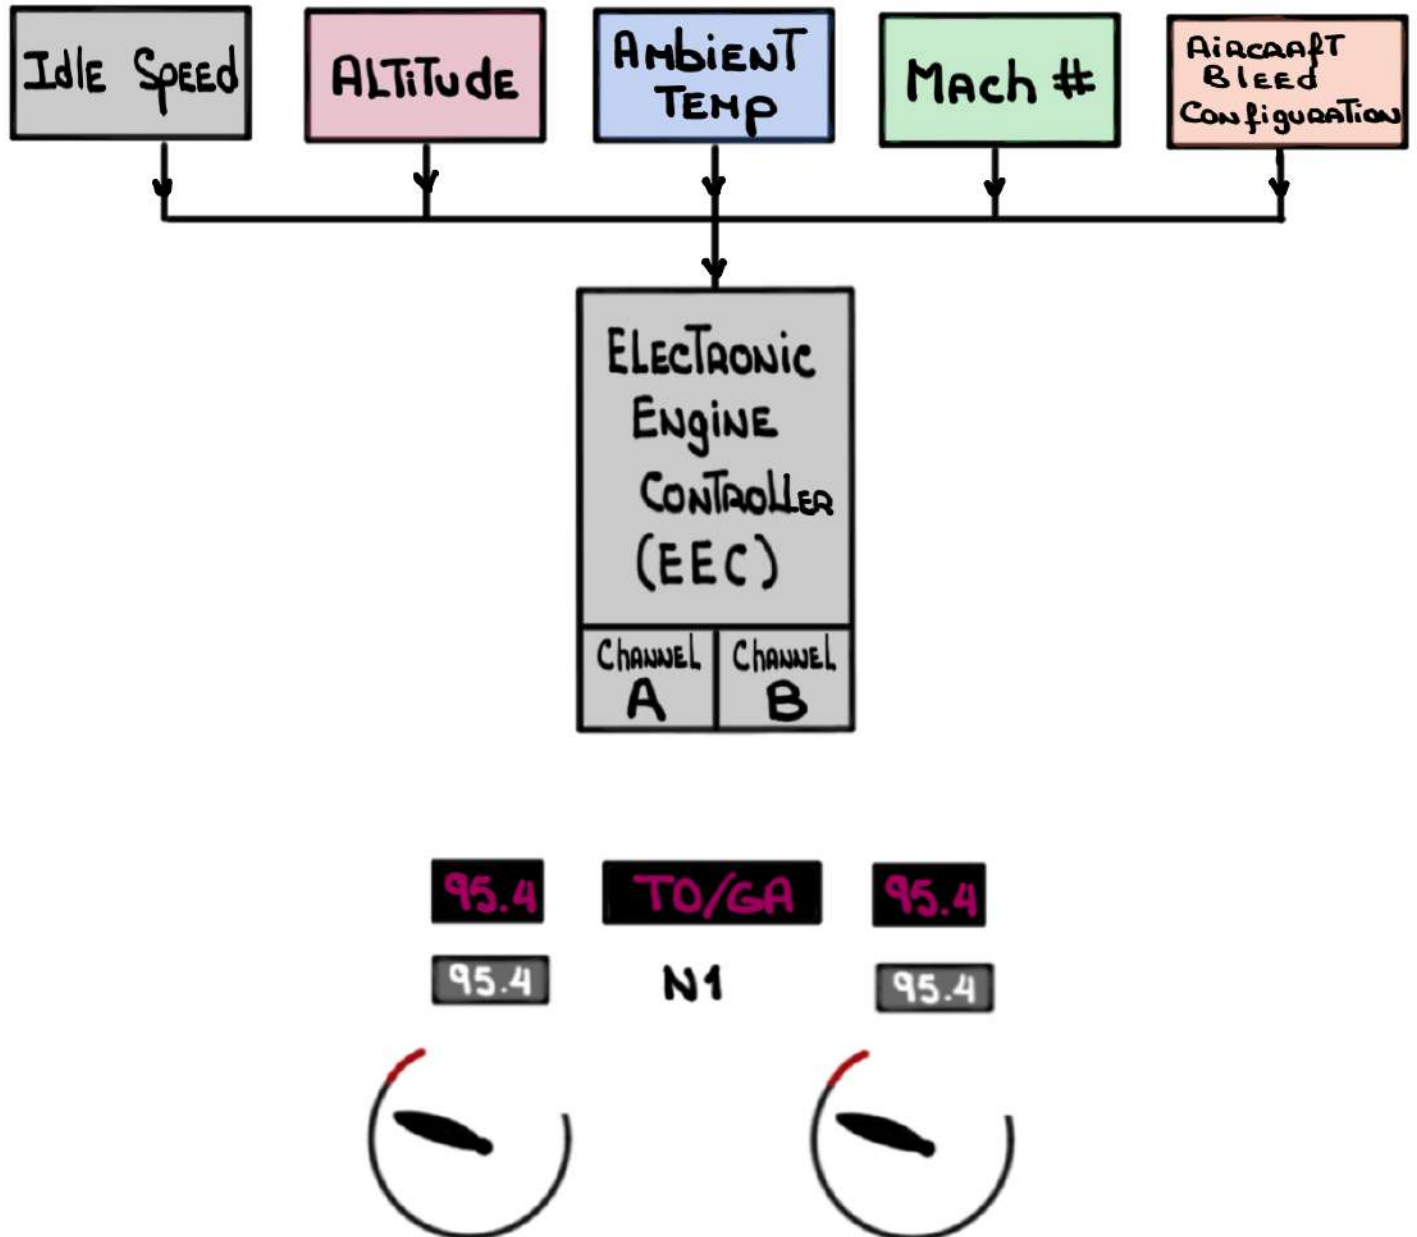 Idle Speed
Altitude
Ambient
Temp
Mach #
Aircraft
Bleed
Configuration
Electronic
Engine
Controller
(EEC)
Channel
A
Channel
B
95.4 TO/GA 95.4
95.4 N1 95.4